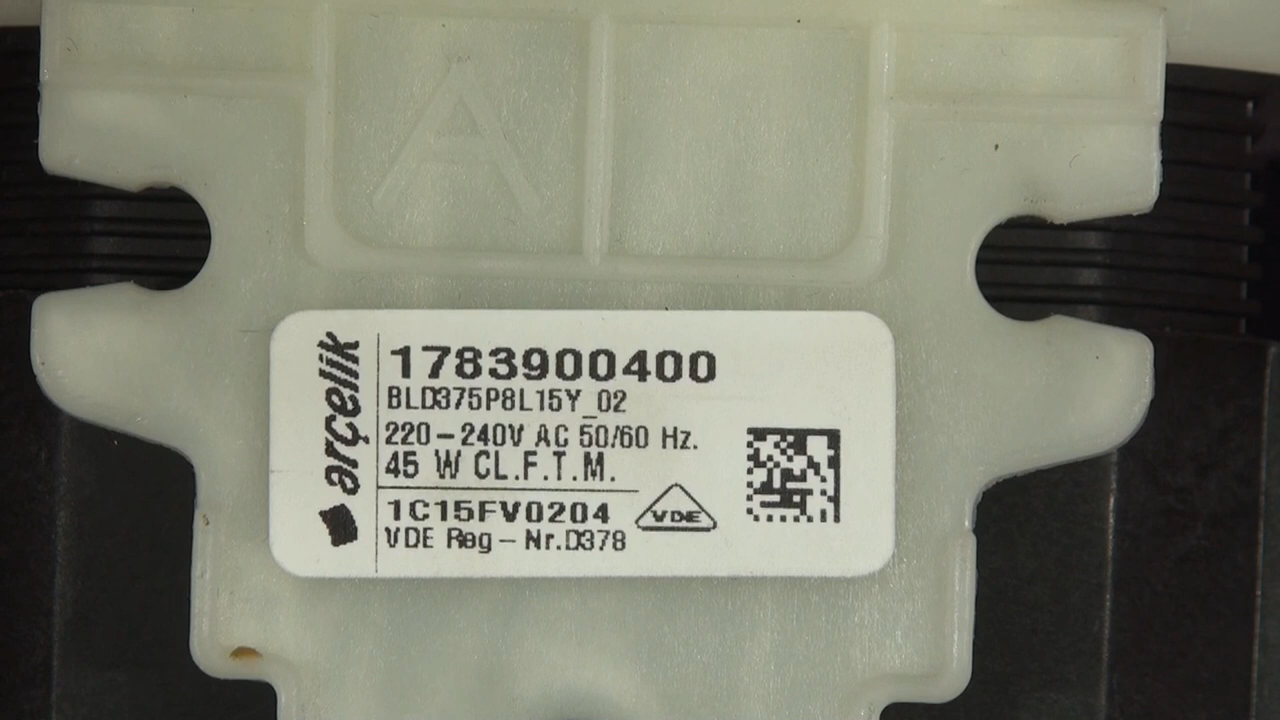 A
arçelik
1783900400
BLD375P8L15Y_02
220-240V AC 50/60 Hz.
45 W CL.F.T.M.
1C15FV0204
VDE
VDE Reg-Nr.D378